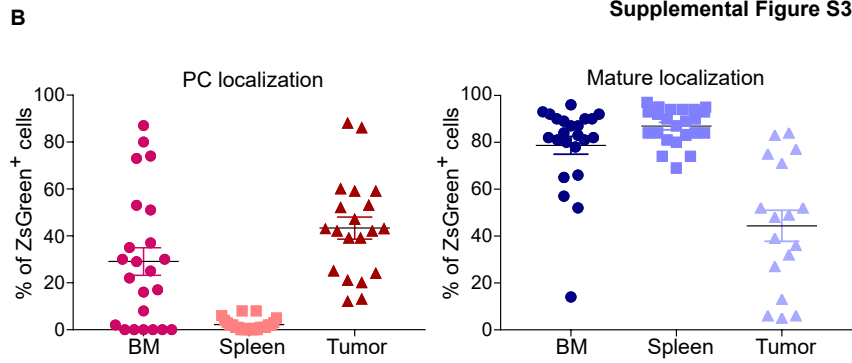 Supplemental Figure S3
B
PC localization
% of ZsGreen+ cells
100
80
60
40
20
0
BM Spleen Tumor
Mature localization
% of ZsGreen+ cells
100
80
60
40
20
0
BM Spleen Tumor